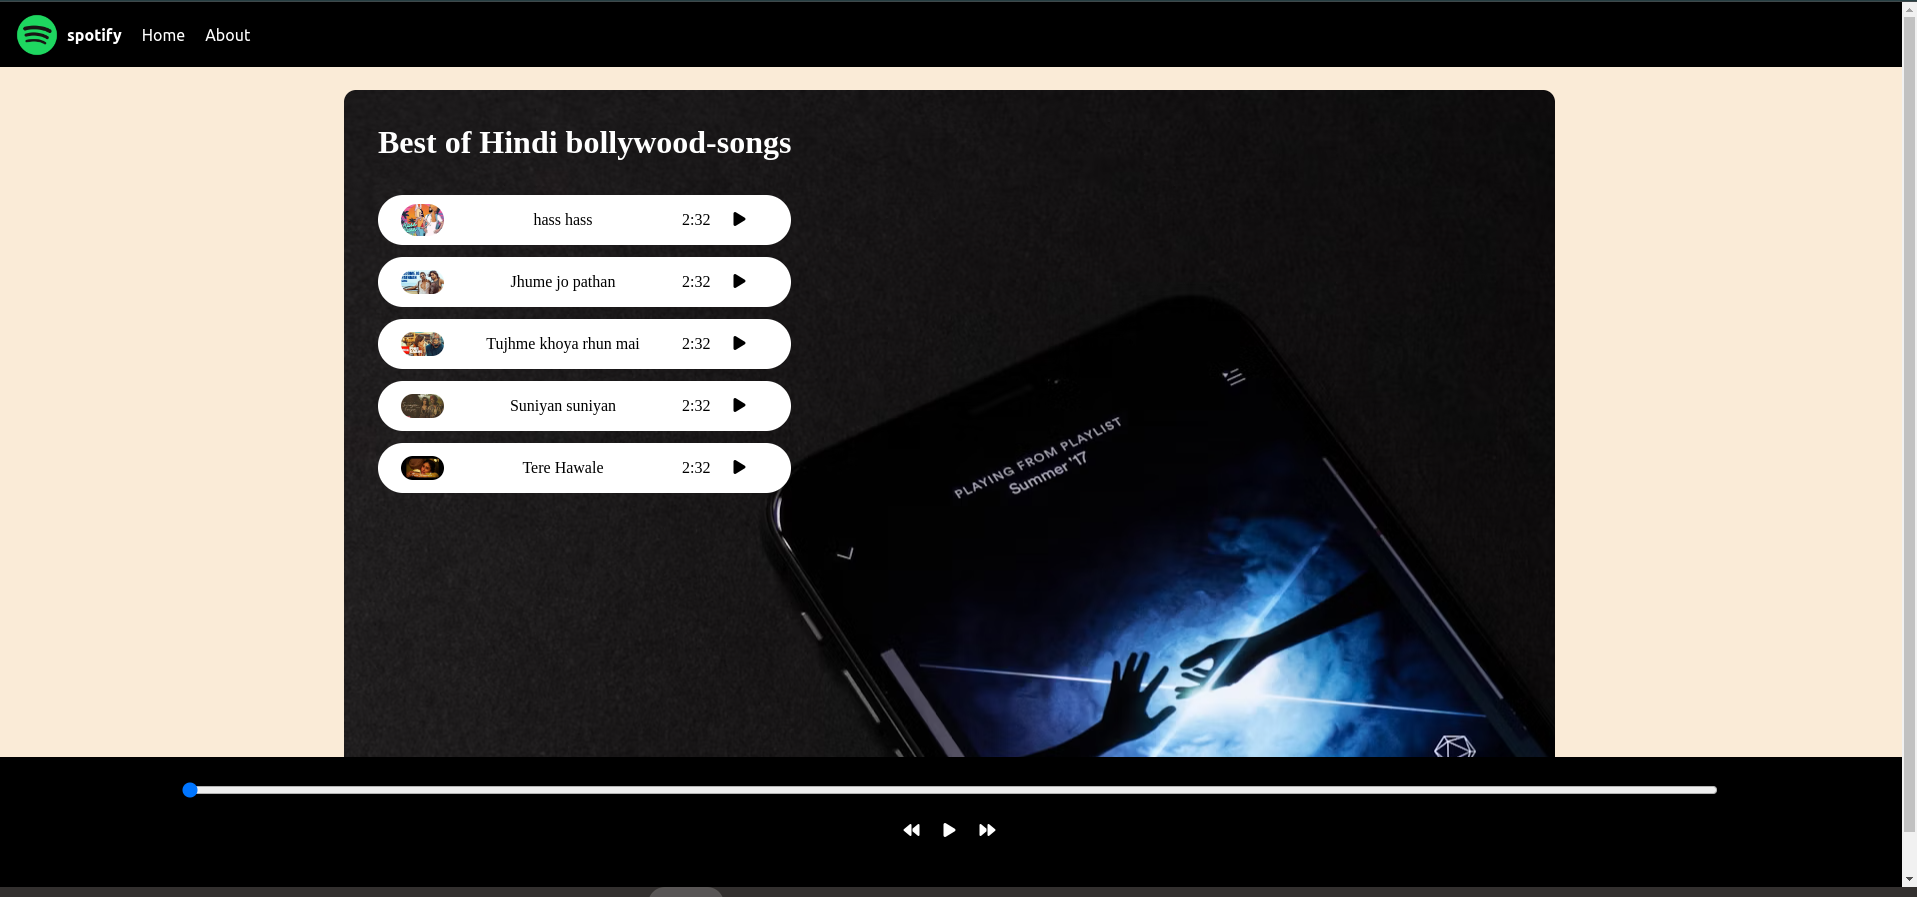 spotify Home About
Best of Hindi bollywood-songs
hass hass 2:32
Jhume jo pathan 2:32
Tujhme khoya rhun mai 2:32
Suniyan suniyan 2:32
Tere Hawale 2:32
PLAYING FROM PLAYLIST
Summer '17